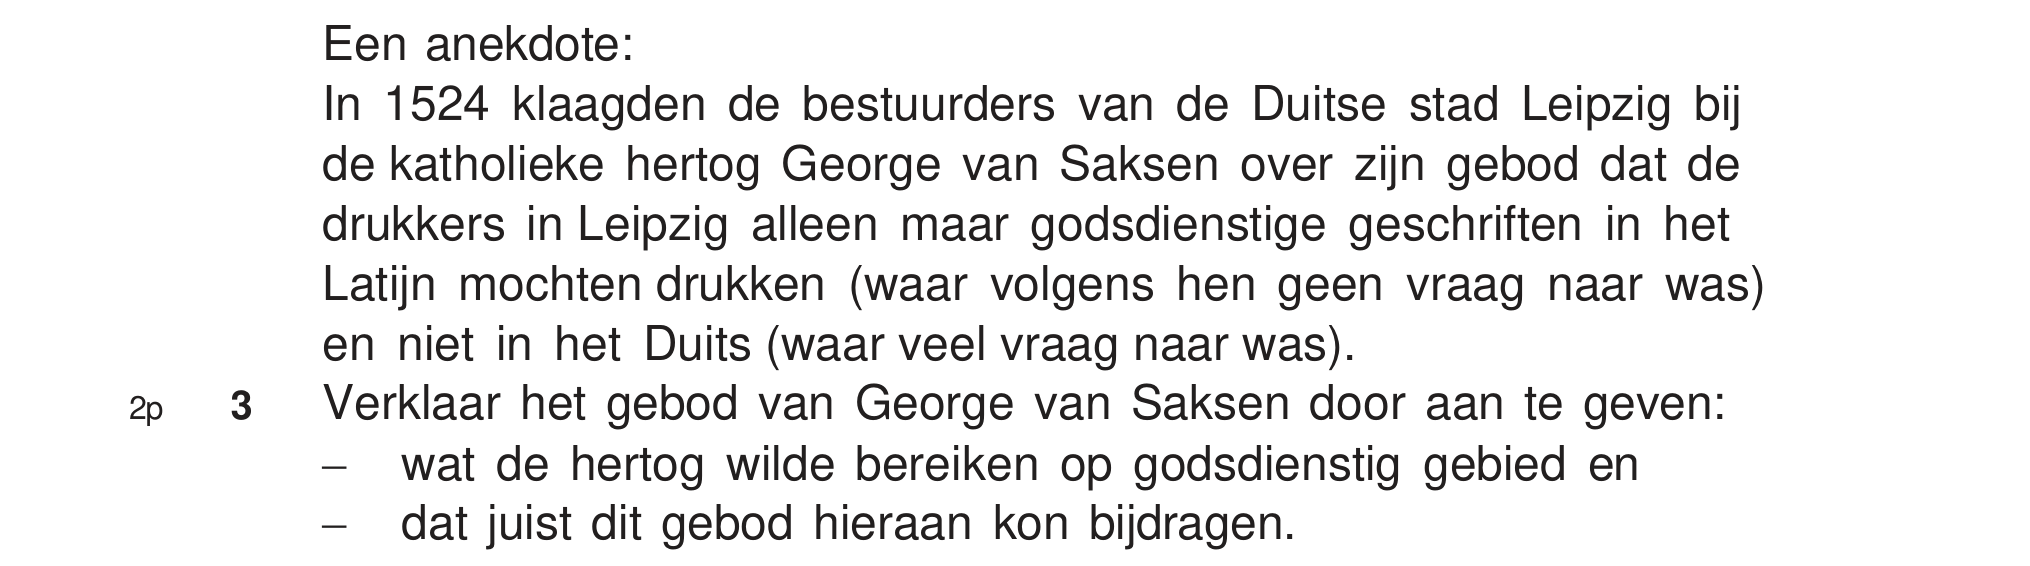 Een anekdote:
In 1524 klaagden de bestuurders van de Duitse stad Leipzig bij
de katholieke hertog George van Saksen over zijn gebod dat de
drukkers in Leipzig alleen maar godsdienstige geschriften in het
Latijn mochten drukken (waar volgens hen geen vraag naar was)
en niet in het Duits (waar veel vraag naar was).
2p 3 Verklaar het gebod van George van Saksen door aan te geven:
– wat de hertog wilde bereiken op godsdienstig gebied en
– dat juist dit gebod hieraan kon bijdragen.